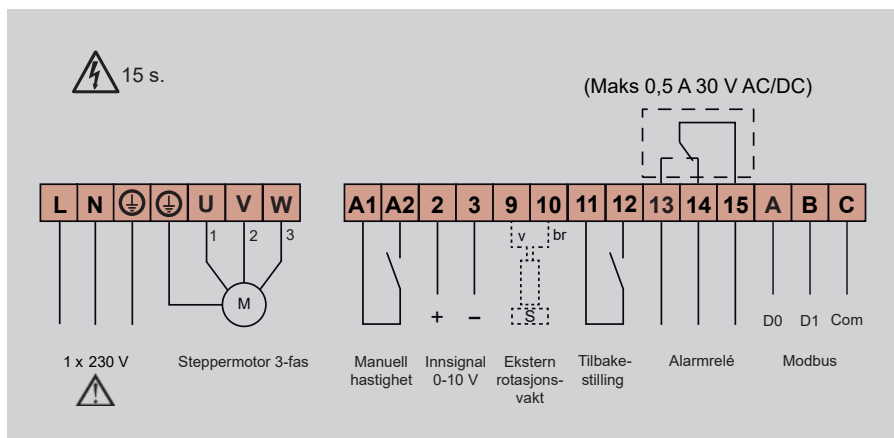 15 s.
(Maks 0,5 A 30 V AC/DC)
L N U V W A1 A2 2 3 9 10 11 12 13 14 15 A B C
1 2 3 v br
M
S
+ −
D0 D1 Com
1 x 230 V
Steppermotor 3-fas
Manuell
hastighet
Innsignal
0-10 V
Ekstern
rotasjons-
vakt
Tilbake-
stilling
Alarmrelé
Modbus